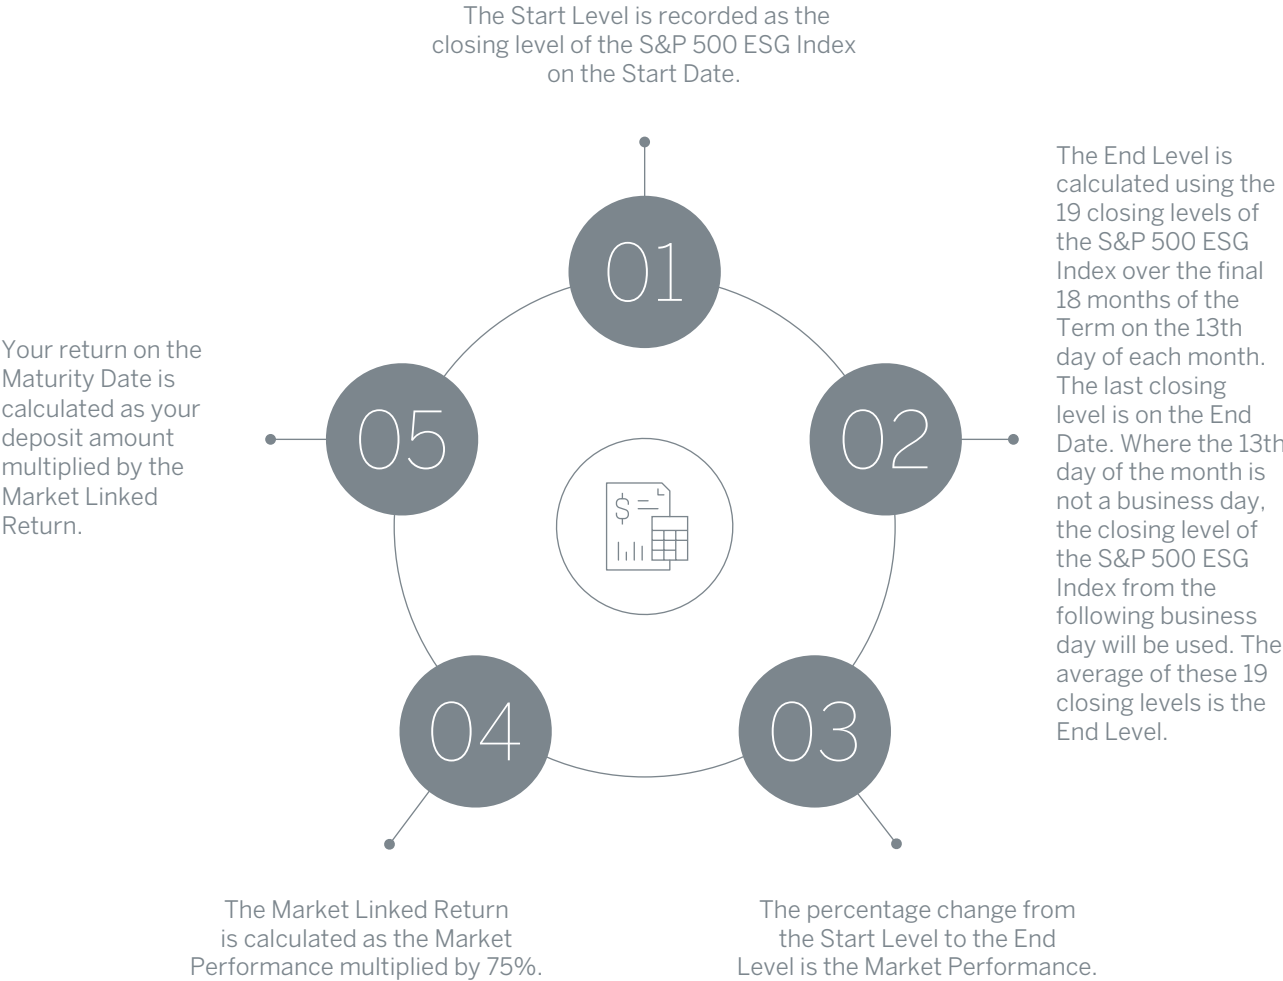 The Start Level is recorded as the
closing level of the S&P 500 ESG Index
on the Start Date.
01
The End Level is
calculated using the
19 closing levels of
the S&P 500 ESG
Index over the final
18 months of the
Term on the 13th
day of each month.
The last closing
level is on the End
Date. Where the 13th
day of the month is
not a business day,
the closing level of
the S&P 500 ESG
Index from the
following business
day will be used. The
average of these 19
closing levels is the
End Level.
02
03
The percentage change from
the Start Level to the End
Level is the Market Performance.
04
The Market Linked Return
is calculated as the Market
Performance multiplied by 75%.
05
Your return on the
Maturity Date is
calculated as your
deposit amount
multiplied by the
Market Linked
Return.
$